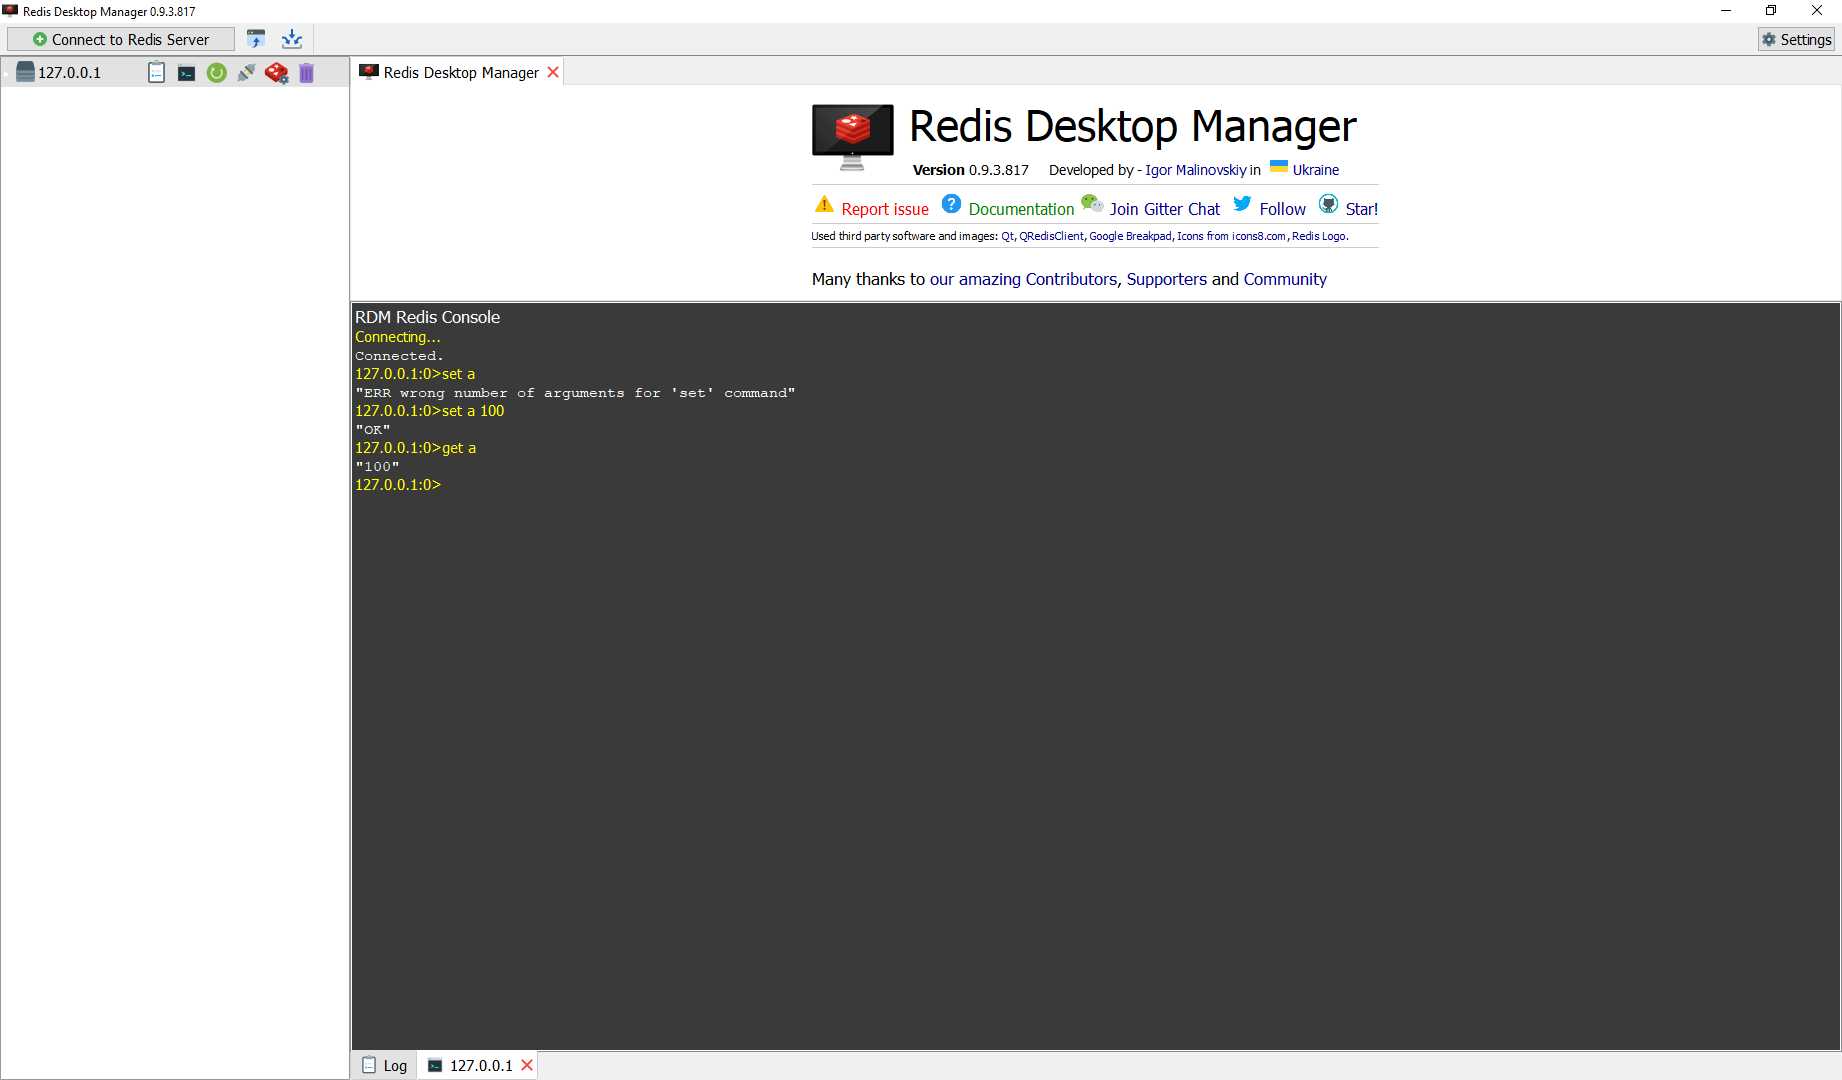 Redis Desktop Manager 0.9.3.817
Connect to Redis Server
Settings
127.0.0.1
Redis Desktop Manager
Redis Desktop Manager
Version 0.9.3.817 Developed by - Igor Malinovskiy in Ukraine
Report issue Documentation Join Gitter Chat Follow Star!
Used third party software and images: Qt, QRedisClient, Google Breakpad, Icons from icons8.com, Redis Logo.
Many thanks to our amazing Contributors, Supporters and Community
RDM Redis Console
Connecting...
Connected.
127.0.0.1:0>set a
"ERR wrong number of arguments for 'set' command"
127.0.0.1:0>set a 100
"OK"
127.0.0.1:0>get a
"100"
127.0.0.1:0>
Log
127.0.0.1